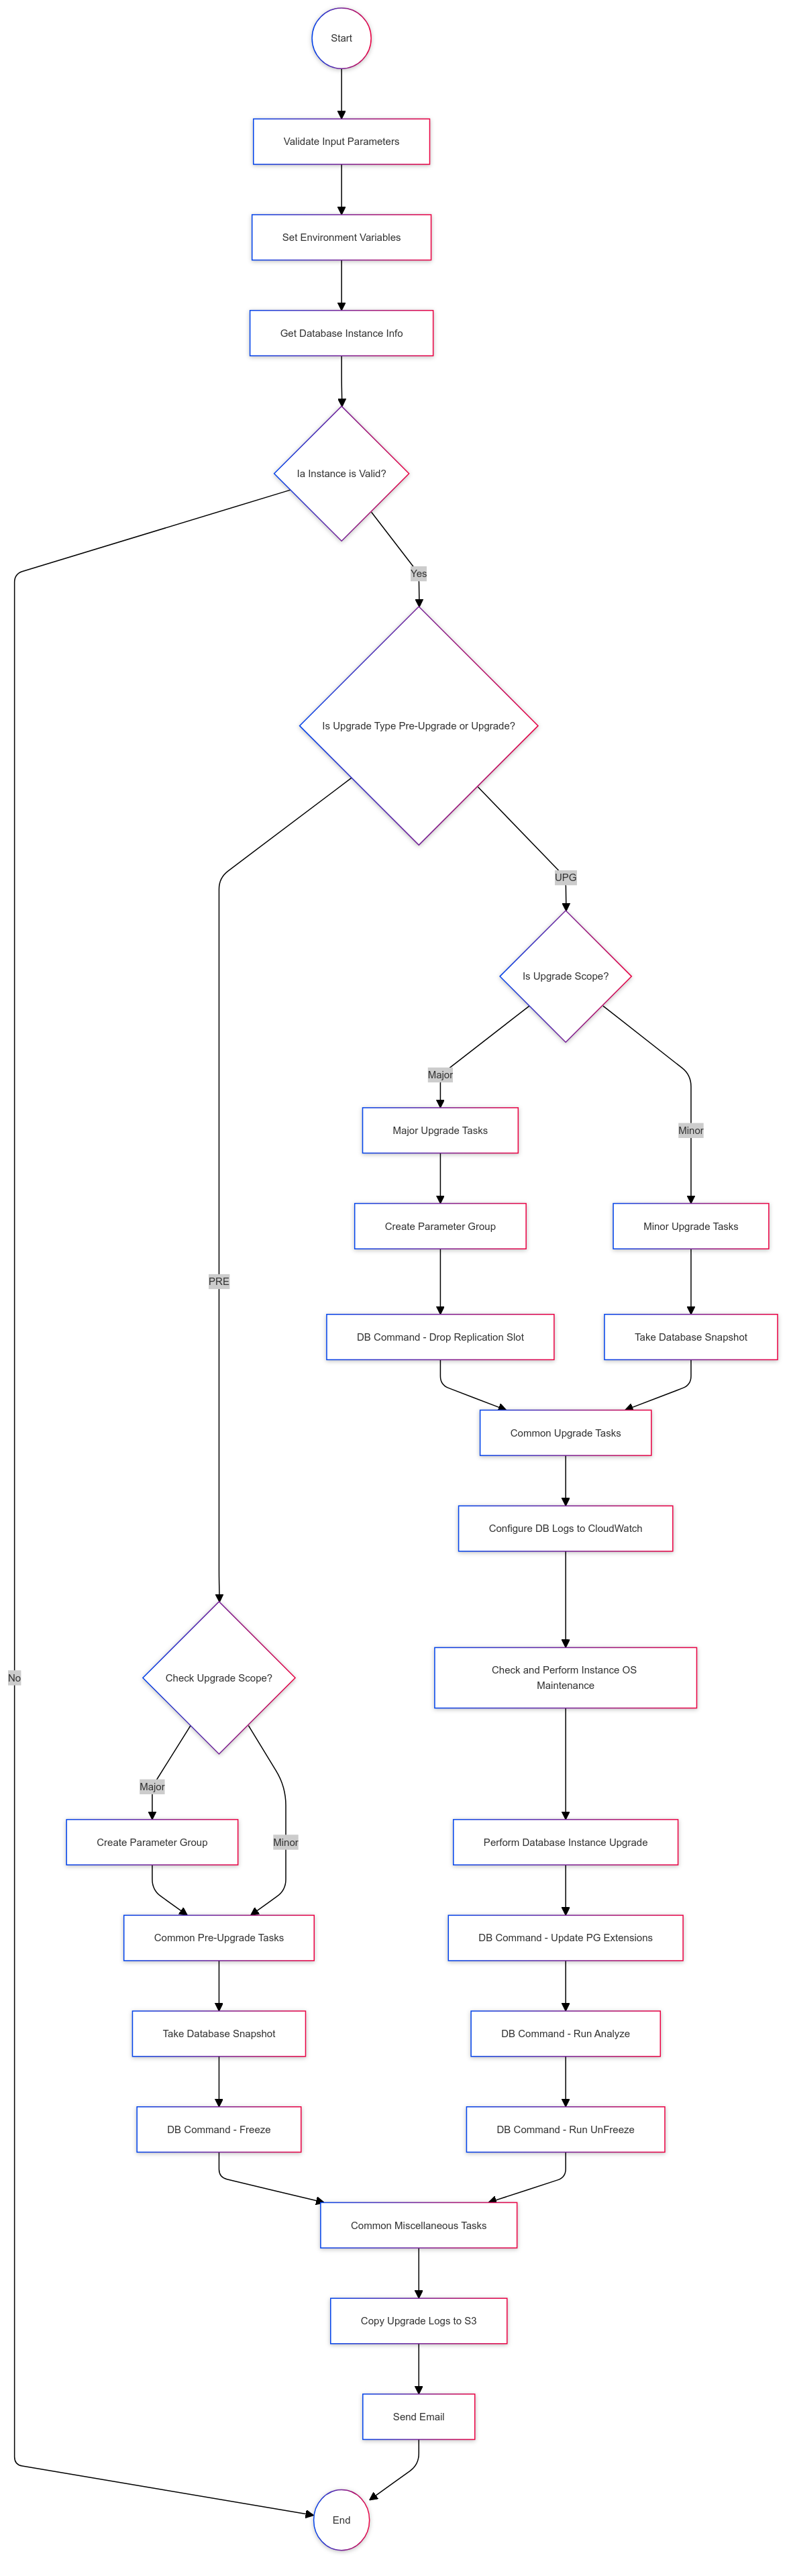 Start
Validate Input Parameters
Set Environment Variables
Get Database Instance Info
Ia Instance is Valid?
Yes
Is Upgrade Type Pre-Upgrade or Upgrade?
UPG
Is Upgrade Scope?
Major
Major Upgrade Tasks
Minor
Create Parameter Group
Minor Upgrade Tasks
PRE
DB Command - Drop Replication Slot
Take Database Snapshot
Common Upgrade Tasks
Configure DB Logs to CloudWatch
No
Check Upgrade Scope?
Check and Perform Instance OS
Maintenance
Major
Create Parameter Group
Minor
Perform Database Instance Upgrade
Common Pre-Upgrade Tasks
DB Command - Update PG Extensions
Take Database Snapshot
DB Command - Run Analyze
DB Command - Freeze
DB Command - Run UnFreeze
Common Miscellaneous Tasks
Copy Upgrade Logs to S3
Send Email
End